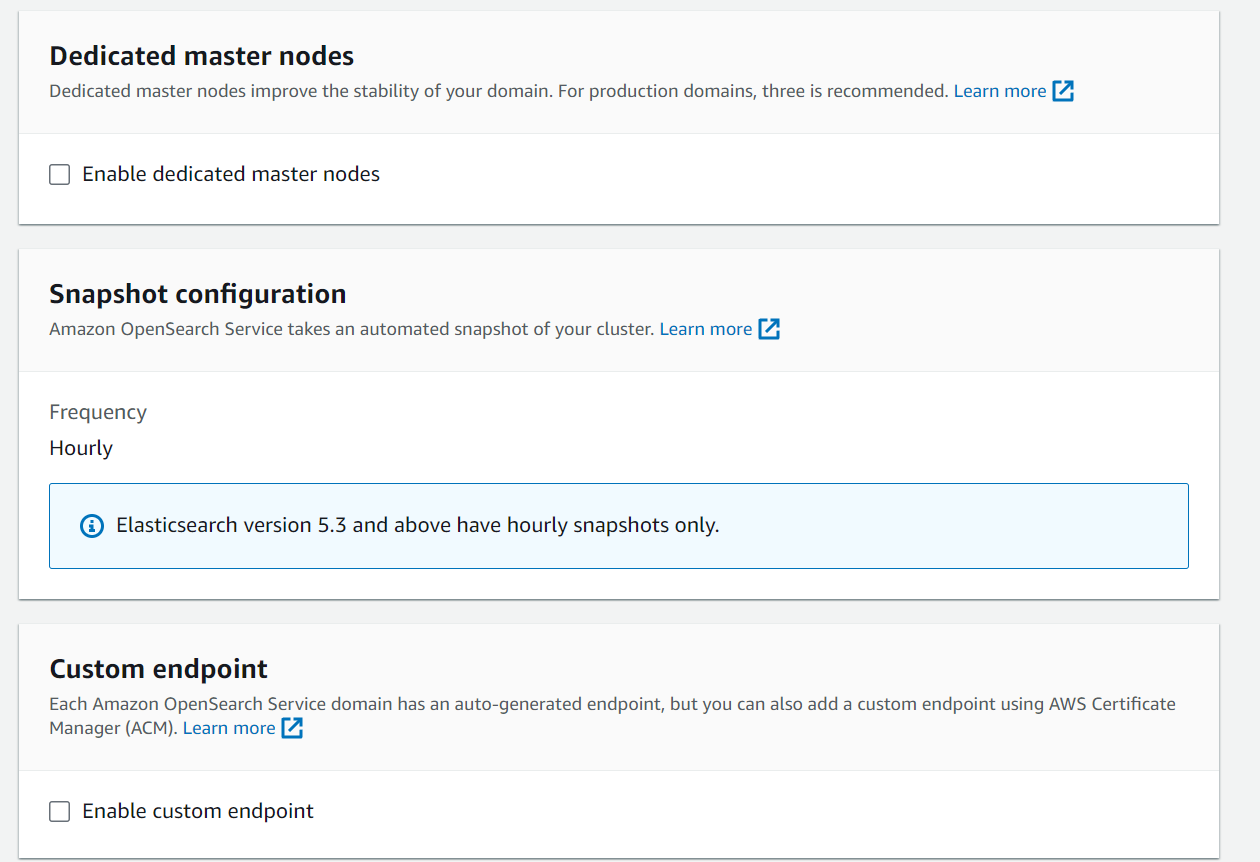 Dedicated master nodes
Dedicated master nodes improve the stability of your domain. For production domains, three is recommended. Learn more
Enable dedicated master nodes
Snapshot configuration
Amazon OpenSearch Service takes an automated snapshot of your cluster. Learn more
Frequency
Hourly
Elasticsearch version 5.3 and above have hourly snapshots only.
Custom endpoint
Each Amazon OpenSearch Service domain has an auto-generated endpoint, but you can also add a custom endpoint using AWS Certificate
Manager (ACM). Learn more
Enable custom endpoint